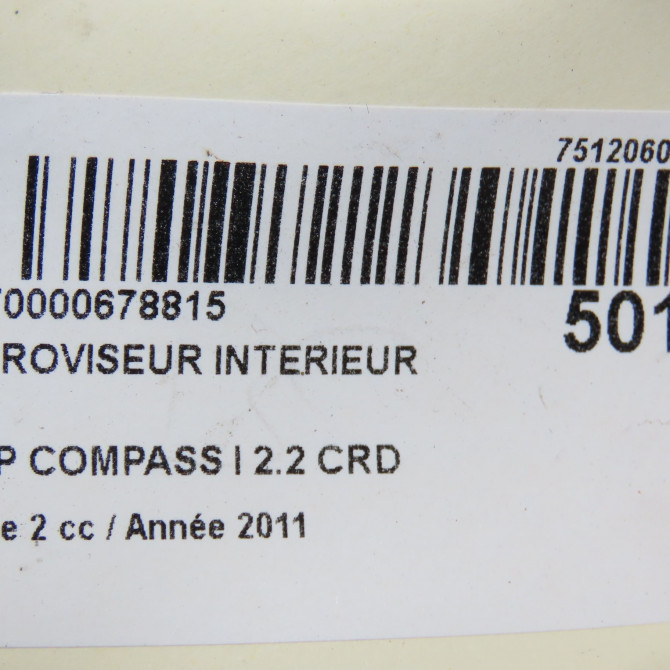 7512060
70000678815
501
ROVISEUR INTERIEUR
P COMPASS I 2.2 CRD
e 2 cc / Année 2011